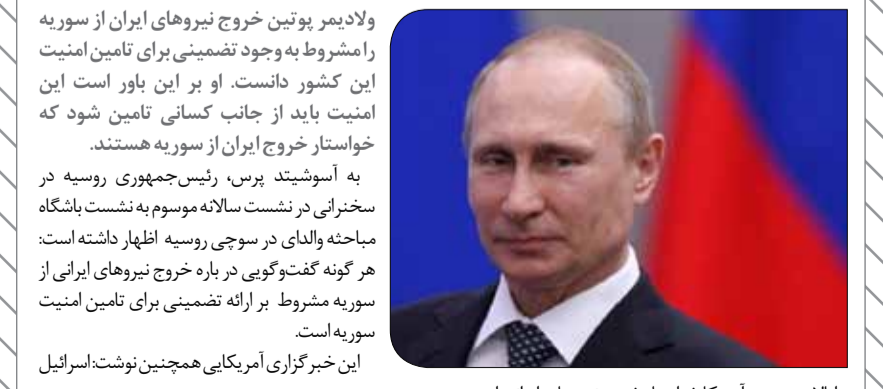 ولادیمر پوتین خروج نیروهای ایران از سوریه
را مشروط به وجود تضمینی برای تامین امنیت
این کشور دانست. او بر این باور است این
امنیت باید از جانب کسانی تامین شود که
خواستار خروج ایران از سوریه هستند.
به آسوشیتد پرس، رئیس‌جمهوری روسیه در
سخنرانی در نشست سالانه موسوم به نشست باشگاه
مباحثه والدای در سوچی روسیه اظهار داشته است:
هر گونه گفت‌وگویی در باره خروج نیروهای ایرانی از
سوریه مشروط بر ارائه تضمینی برای تامین امنیت
سوریه است.
این خبرگزاری آمریکایی همچنین نوشت: اسرائیل